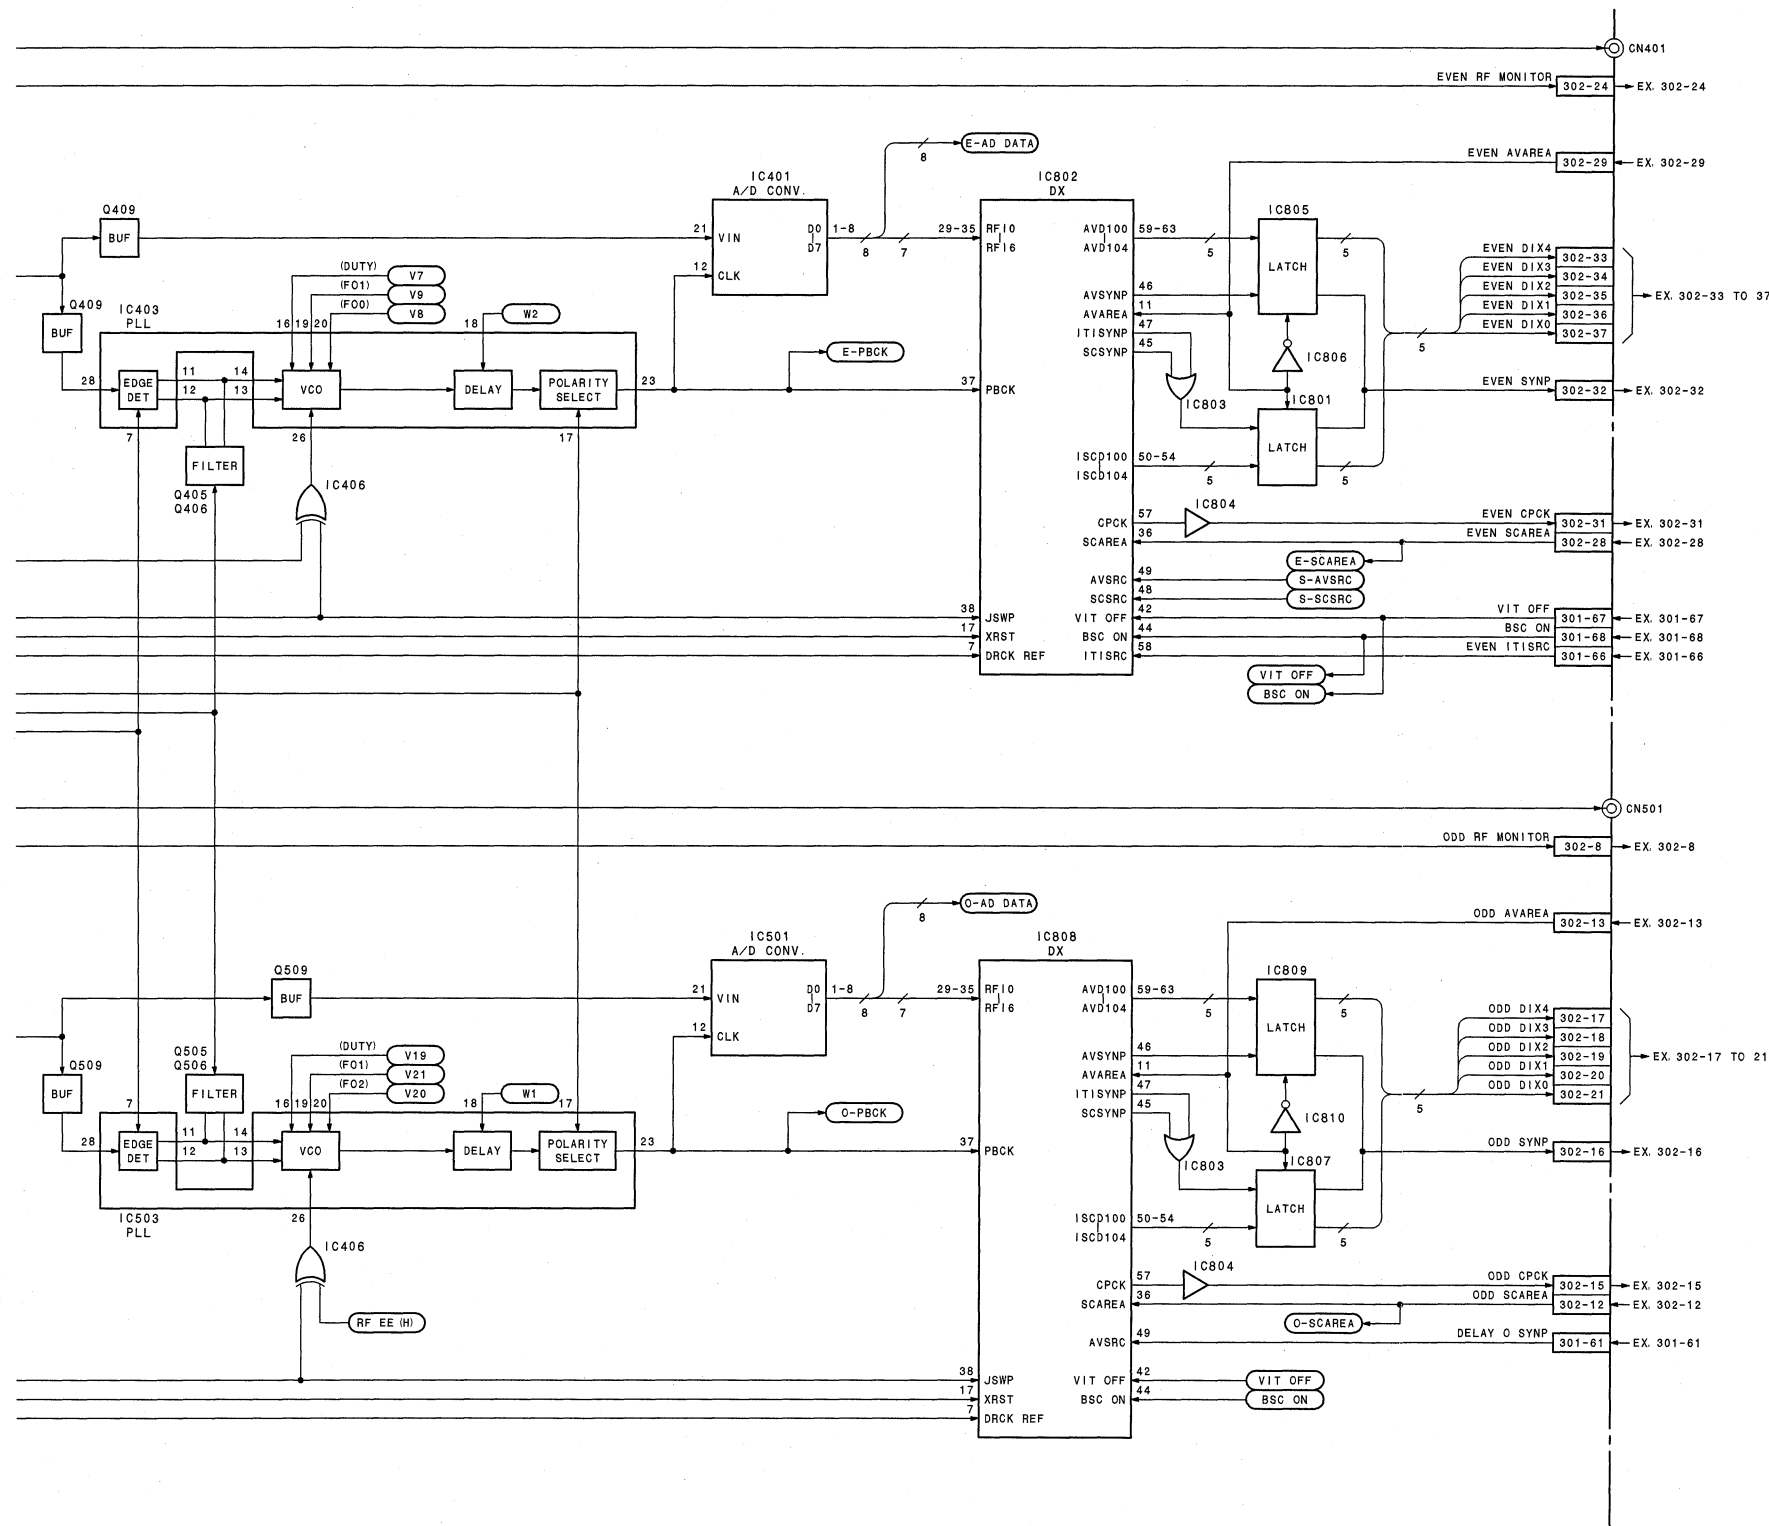 CN401
EVEN RF MONITOR
302-24
EX. 302-24
E-AD DATA
8
EVEN AVAREA
302-29
EX. 302-29
IC401
A/D CONV.
IC802
DX
Q409
BUF
21
VIN
D0
D7
1-8
8
7
29-35
RFI0
RFI6
AVD100
AVD104
59-63
5
IC805
LATCH
5
12
CLK
(DUTY)
V7
(FO1)
V9
(FO0)
V8
EVEN DIX4
302-33
EVEN DIX3
302-34
EVEN DIX2
302-35
EVEN DIX1
302-36
EVEN DIX0
302-37
EX. 302-33 TO 37
5
Q409
BUF
IC403
PLL
16
19
20
18
W2
AVSYNP
46
AVAREA
11
ITISYNP
47
SCSYNP
45
IC806
E-PBCK
28
EDGE
DET
11
12
14
13
VCO
DELAY
POLARITY
SELECT
23
37
PBCK
IC803
IC801
LATCH
EVEN SYNP
302-32
EX. 302-32
7
26
17
FILTER
Q405
Q406
IC406
ISCD100
ISCD104
50-54
5
5
CPCK
57
IC804
EVEN CPCK
302-31
EX. 302-31
SCAREA
36
EVEN SCAREA
302-28
EX. 302-28
E-SCAREA
AVSRC
49
S-AVSRC
SCSRC
48
S-SCSRC
38
JSWP
VIT OFF
42
VIT OFF
301-67
EX. 301-67
17
XRST
BSC ON
44
BSC ON
301-68
EX. 301-68
7
DRCK REF
ITISRC
58
EVEN ITISRC
301-66
EX. 301-66
VIT OFF
BSC ON
CN501
ODD RF MONITOR
302-8
EX. 302-8
O-AD DATA
8
ODD AVAREA
302-13
EX. 302-13
IC501
A/D CONV.
IC808
DX
Q509
BUF
21
VIN
D0
D7
1-8
8
7
29-35
RFI0
RFI6
AVD100
AVD104
59-63
5
IC809
LATCH
5
12
CLK
(DUTY)
V19
(FO1)
V21
(FO2)
V20
ODD DIX4
302-17
ODD DIX3
302-18
ODD DIX2
302-19
ODD DIX1
302-20
ODD DIX0
302-21
EX. 302-17 TO 21
5
Q509
BUF
Q505
Q506
FILTER
7
16
19
20
18
W1
17
AVSYNP
46
AVAREA
11
ITISYNP
47
SCSYNP
45
IC810
O-PBCK
28
EDGE
DET
11
12
14
13
VCO
DELAY
POLARITY
SELECT
23
37
PBCK
IC803
IC807
LATCH
ODD SYNP
302-16
EX. 302-16
IC503
PLL
26
IC406
ISCD100
ISCD104
50-54
5
5
CPCK
57
IC804
ODD CPCK
302-15
EX. 302-15
SCAREA
36
ODD SCAREA
302-12
EX. 302-12
RF EE (H)
O-SCAREA
AVSRC
49
DELAY O SYNP
301-61
EX. 301-61
38
JSWP
VIT OFF
42
VIT OFF
17
XRST
BSC ON
44
BSC ON
7
DRCK REF